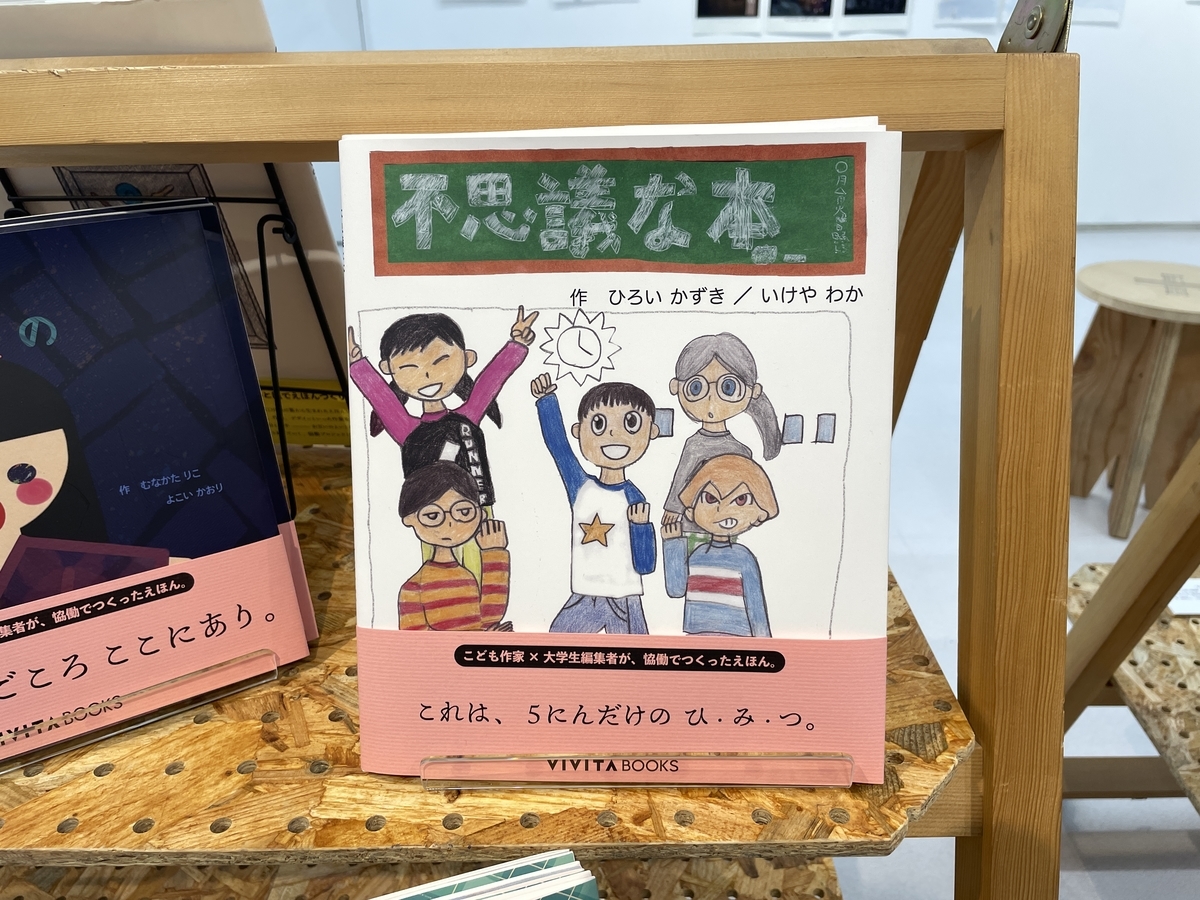 不思議な本
作 ひろい かずき / いけや わか
RUNNER
こども作家 × 大学生編集者が、協働でつくったえほん。
これは、5にんだけの ひ・み・つ。
VIVITA BOOKS
の
作 むなかた りこ
よこい かおり
集者が、協働でつくったえほん。
どころ ここにあり。
VIVITA BOOKS